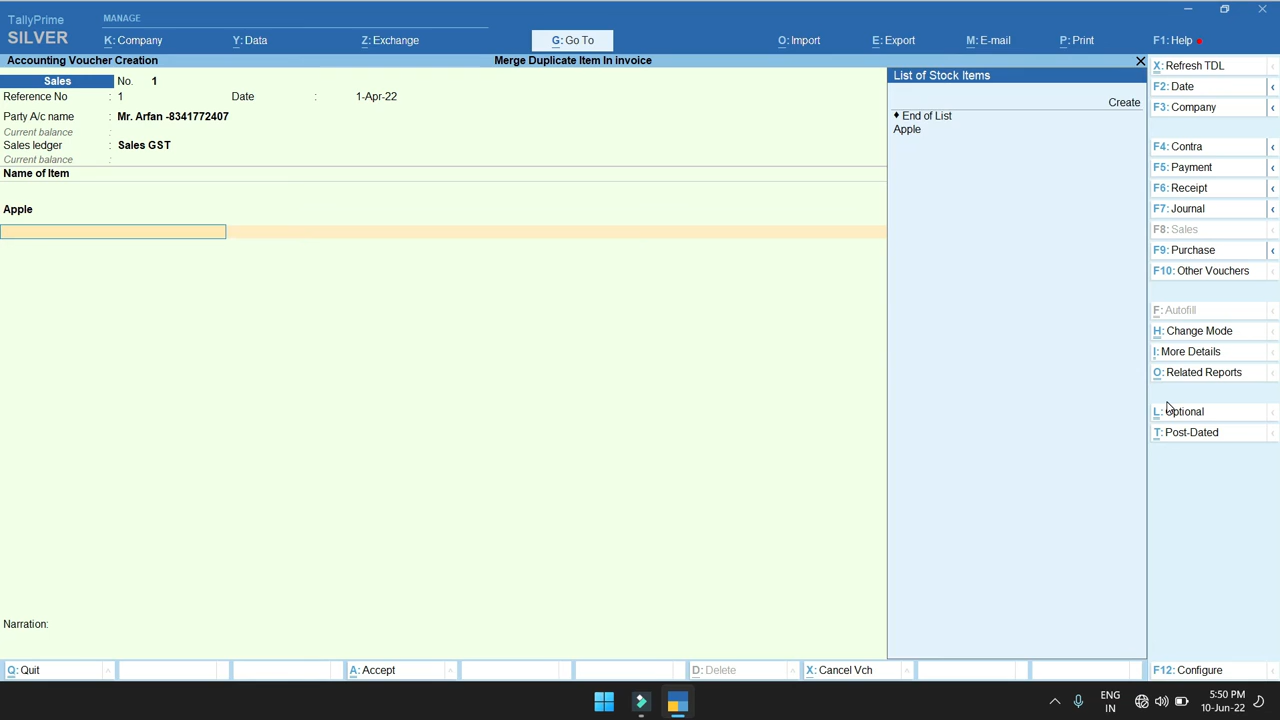 TallyPrime
SILVER
MANAGE
K: Company
Y: Data
Z: Exchange
G: Go To
O: Import
E: Export
M: E-mail
P: Print
F1: Help
Accounting Voucher Creation
Merge Duplicate Item In invoice
Sales No. 1
Reference No : 1 Date : 1-Apr-22
Party A/c name : Mr. Arfan -8341772407
Current balance :
Sales ledger : Sales GST
Current balance :
Name of Item
Apple
Narration:
List of Stock Items
Create
♦ End of List
Apple
X: Refresh TDL
F2: Date
F3: Company
F4: Contra
F5: Payment
F6: Receipt
F7: Journal
F8: Sales
F9: Purchase
F10: Other Vouchers
F: Autofill
H: Change Mode
I: More Details
O: Related Reports
L: Optional
T: Post-Dated
Q: Quit
A: Accept
D: Delete
X: Cancel Vch
F12: Configure
ENG
IN
5:50 PM
10-Jun-22